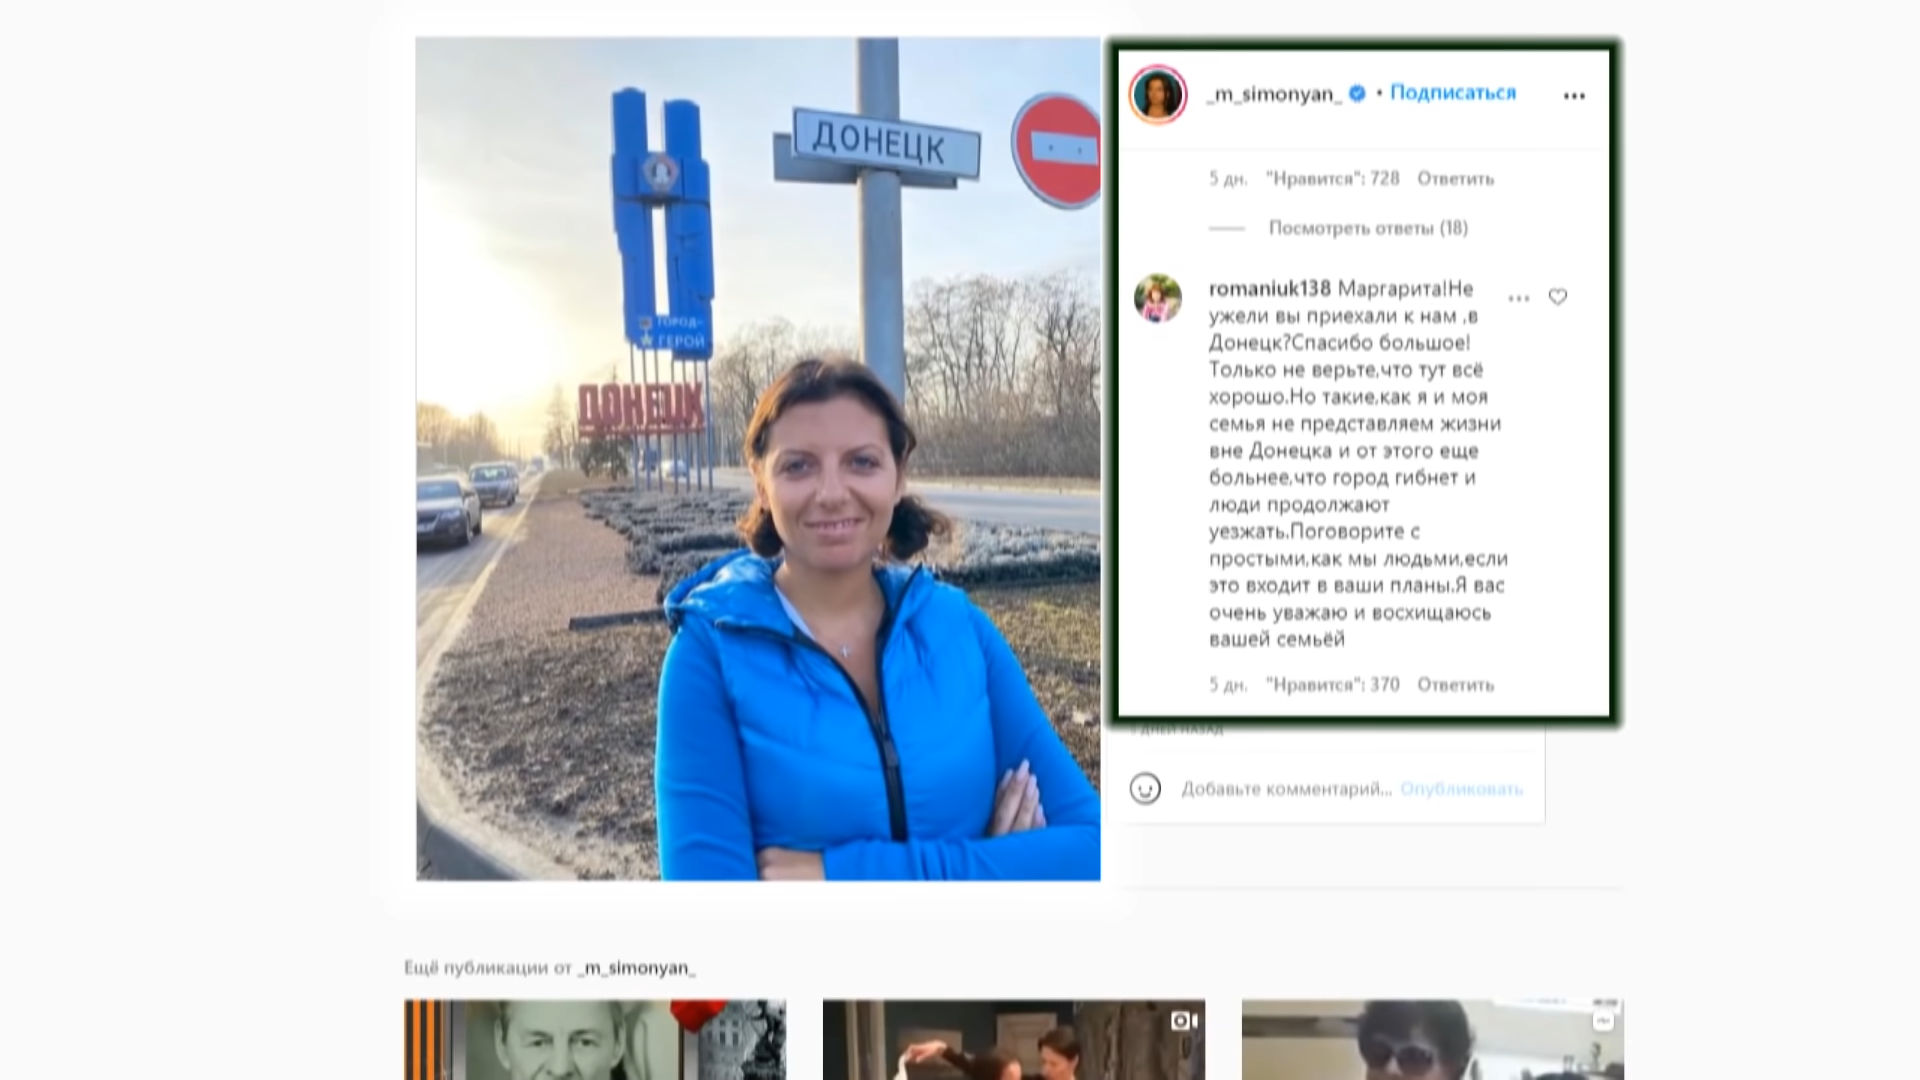 ДОНЕЦК
ГОРОД-
ГЕРОЙ
ДОНЕЦК
_m_simonyan_ • Подписаться
5 дн. "Нравится": 728 Ответить
Посмотреть ответы (18)
romaniuk138 Маргарита!Не
ужели вы приехали к нам ,в
Донецк?Спасибо большое!
Только не верьте,что тут всё
хорошо.Но такие,как я и моя
семья не представляем жизни
вне Донецка и от этого еще
больнее,что город гибнет и
люди продолжают
уезжать.Поговорите с
простыми,как мы людьми,если
это входит в ваши планы.Я вас
очень уважаю и восхищаюсь
вашей семьёй
5 дн. "Нравится": 370 Ответить
ДНЕЙ НАЗАД
Добавьте комментарий... Опубликовать
Ещё публикации от _m_simonyan_